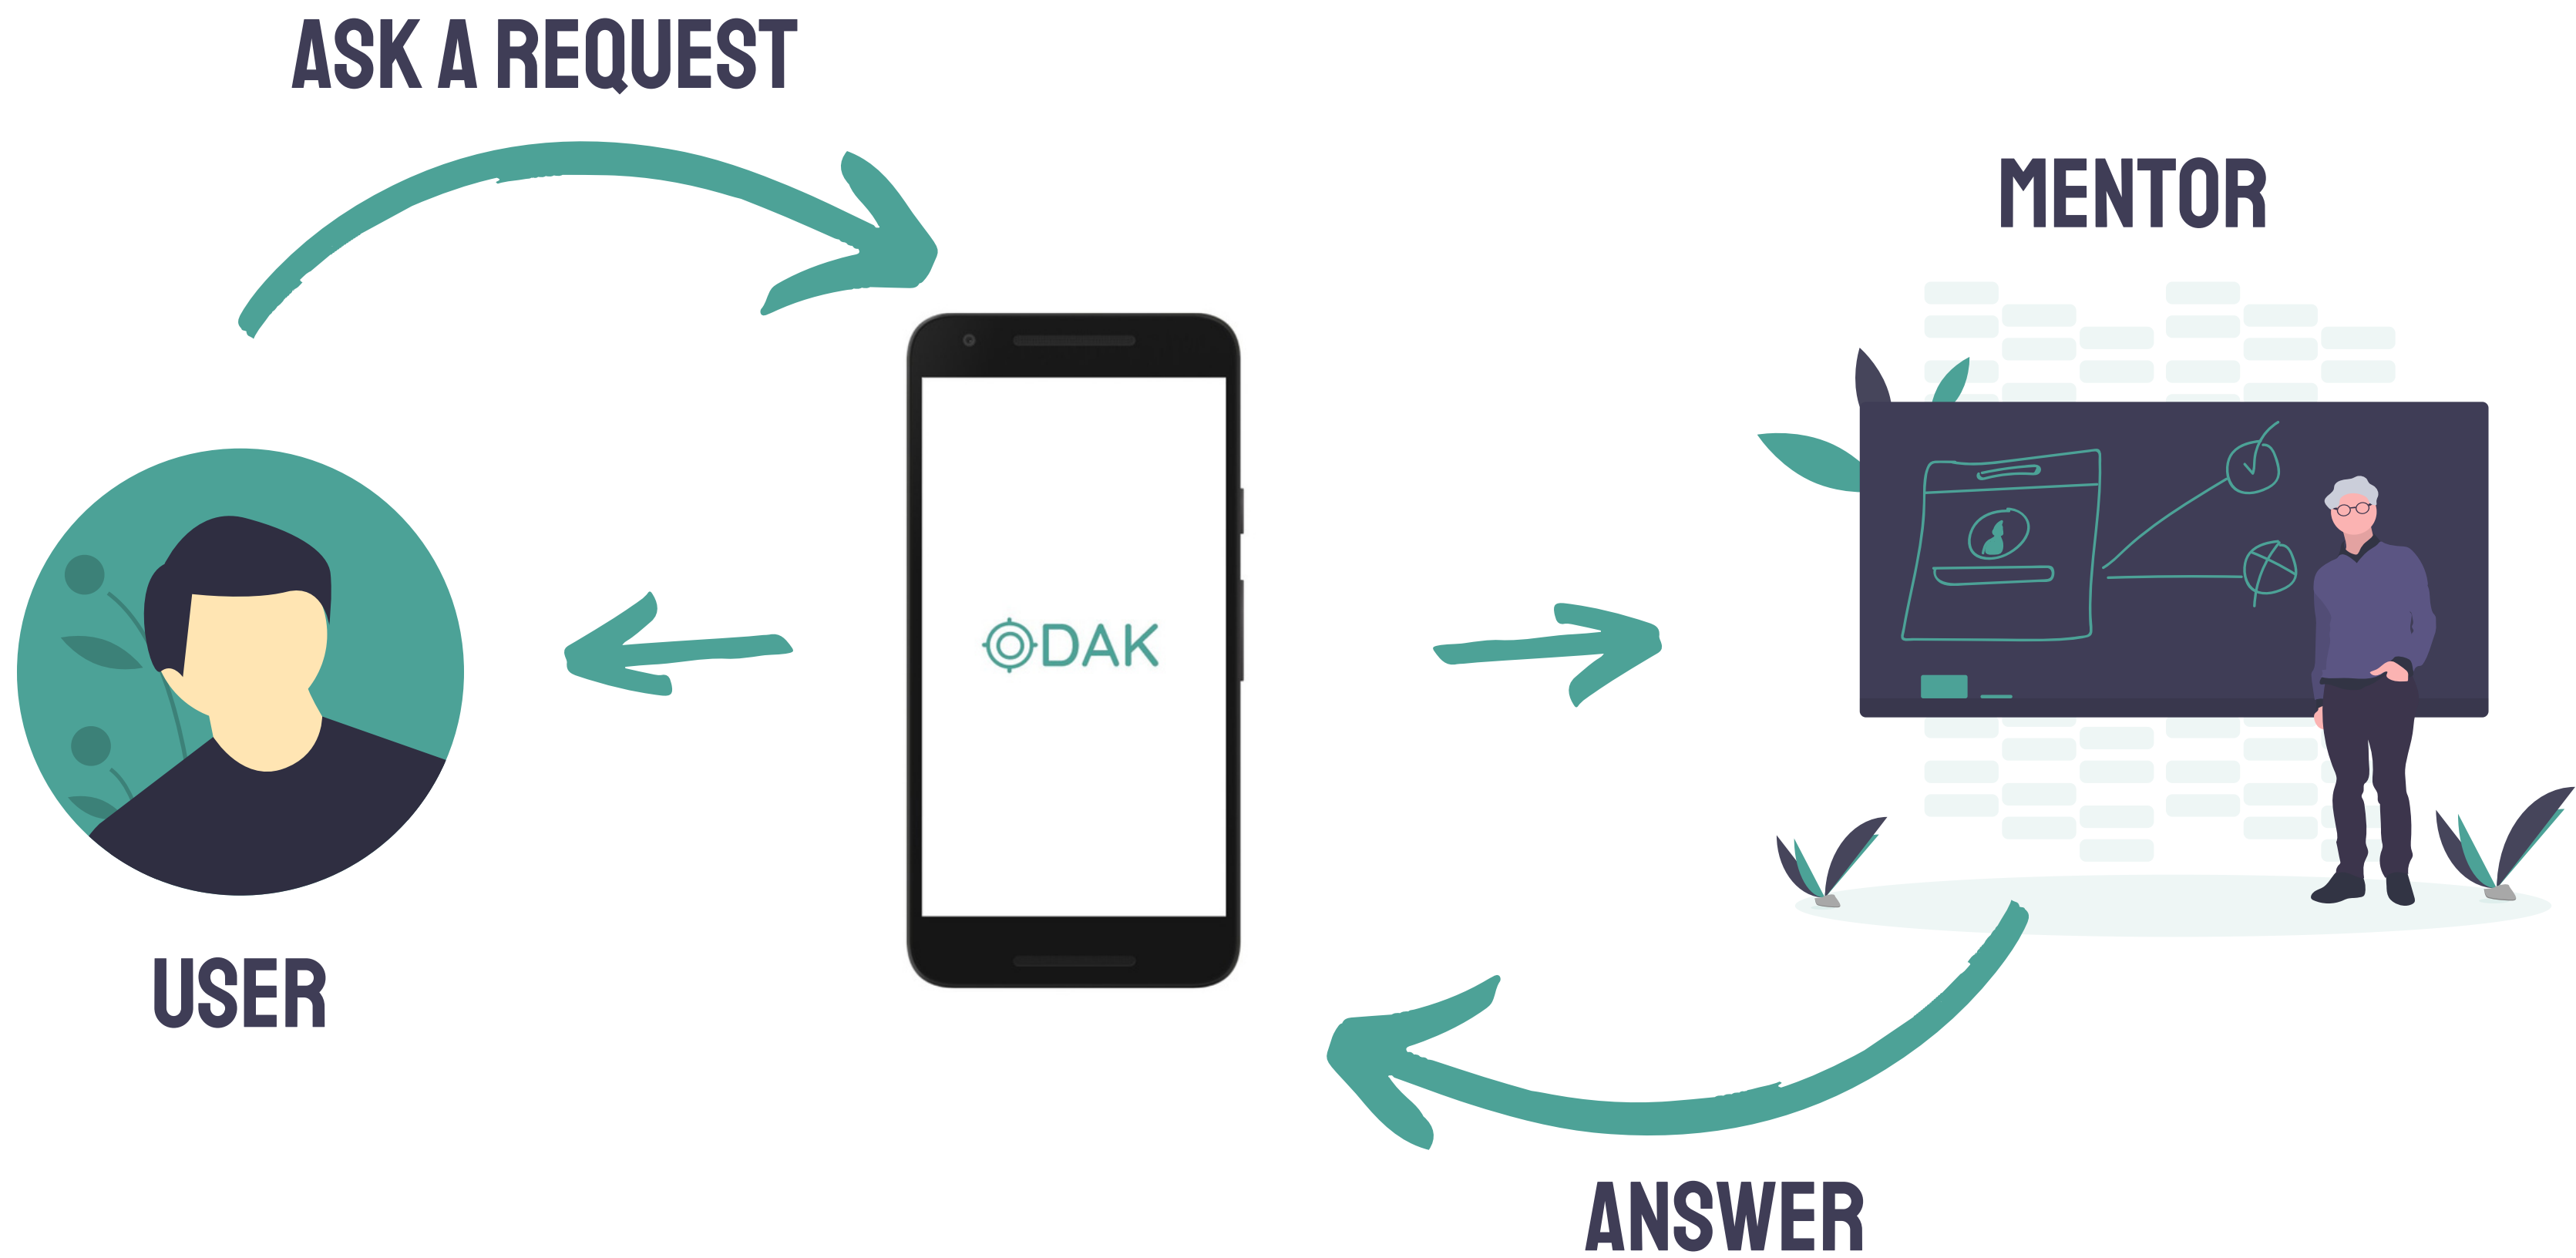 ASK A REQUEST
MENTOR
ODAK
USER
ANSWER